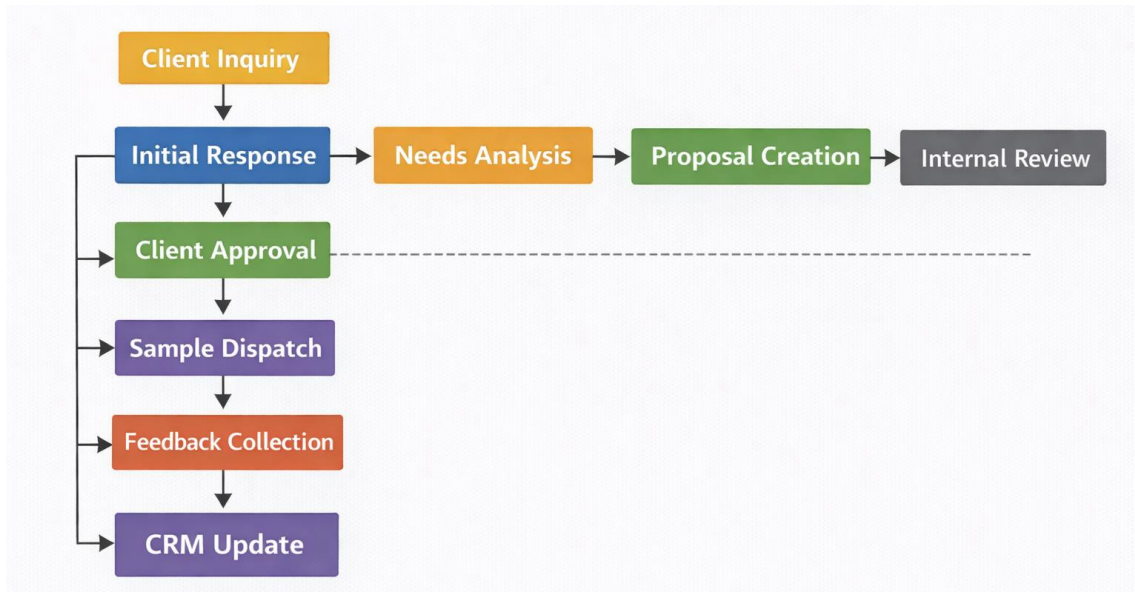 Client Inquiry
Initial Response
Needs Analysis
Proposal Creation
Internal Review
Client Approval
Sample Dispatch
Feedback Collection
CRM Update